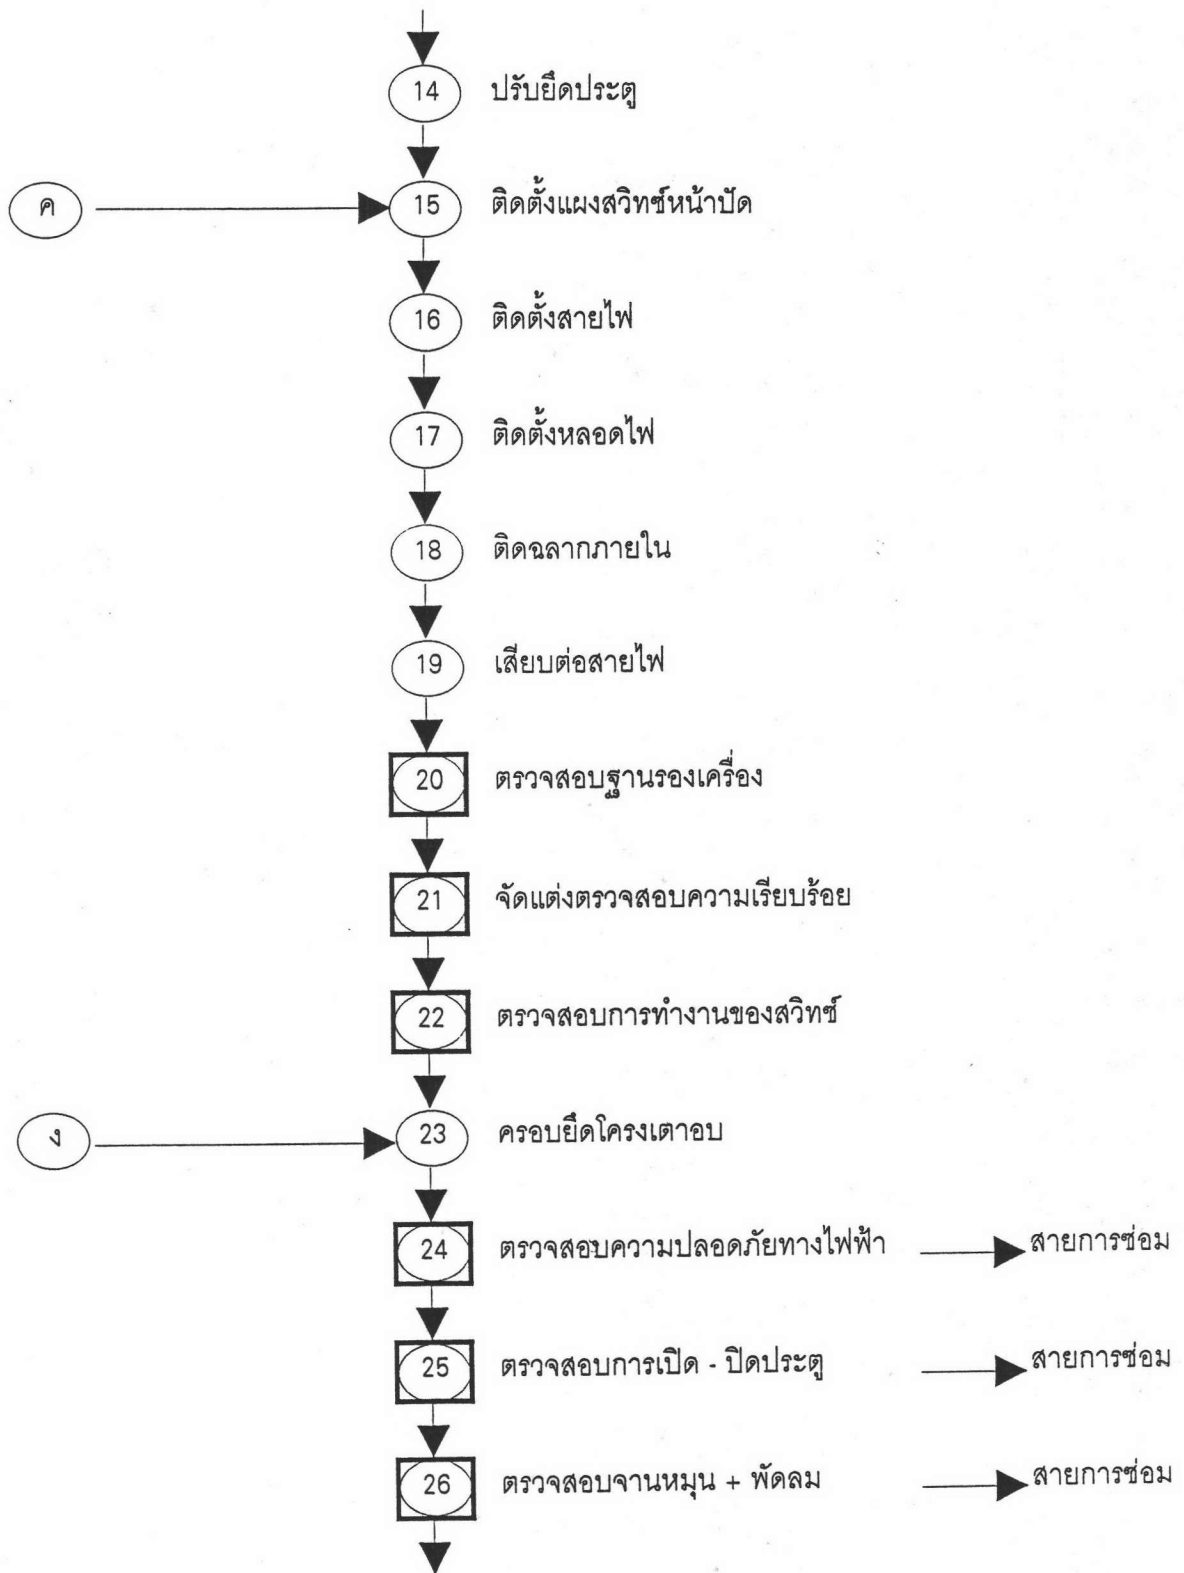 14 ปรับยึดประตู
ค 15 ติดตั้งแผงสวิทซ์หน้าปัด
16 ติดตั้งสายไฟ
17 ติดตั้งหลอดไฟ
18 ติดฉลากภายใน
19 เสียบต่อสายไฟ
20 ตรวจสอบฐานรองเครื่อง
21 จัดแต่งตรวจสอบความเรียบร้อย
22 ตรวจสอบการทำงานของสวิทซ์
ง 23 ครอบยึดโครงเตาอบ
24 ตรวจสอบความปลอดภัยทางไฟฟ้า สายการซ่อม
25 ตรวจสอบการเปิด - ปิดประตู สายการซ่อม
26 ตรวจสอบจานหมุน + พัดลม สายการซ่อม